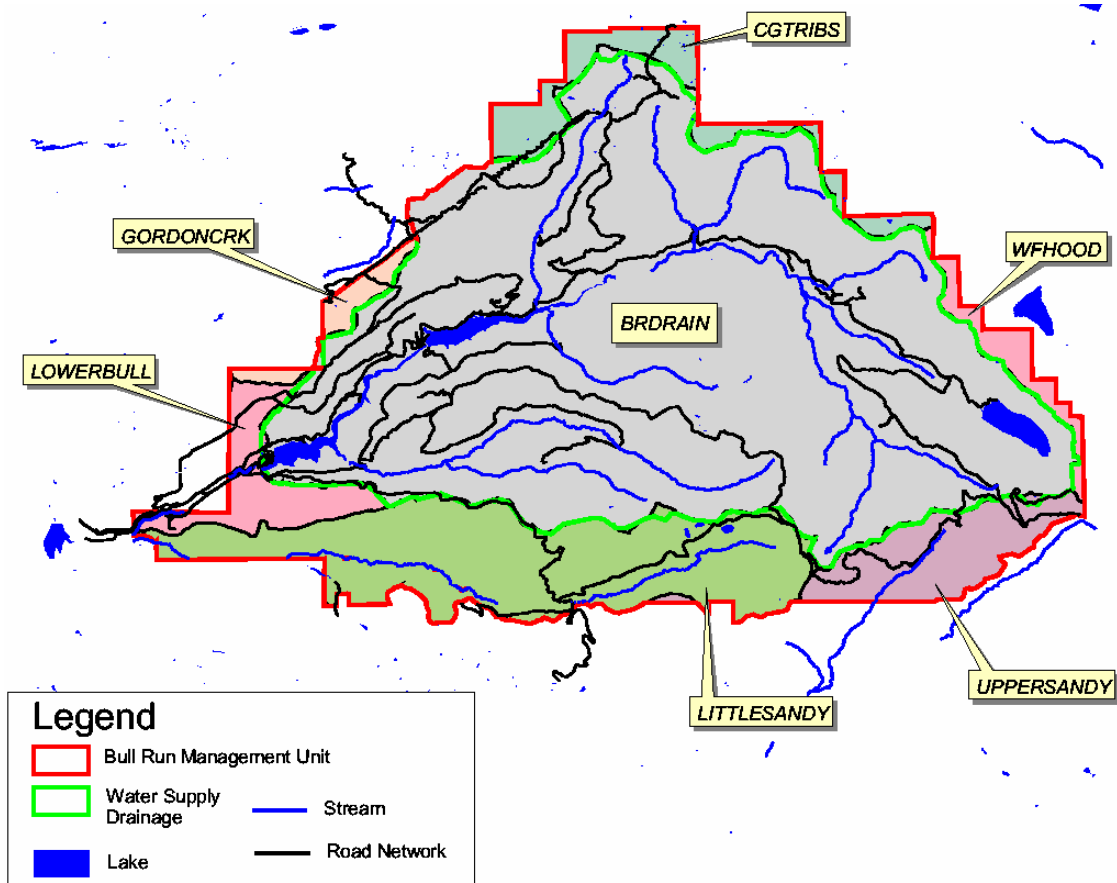 CGTRIBS
GORDONCRK
WFHOOD
BRDRAIN
LOWERBULL
UPPERSANDY
LITTLESANDY
Legend
Bull Run Management Unit
Water Supply
Drainage
Stream
Lake
Road Network